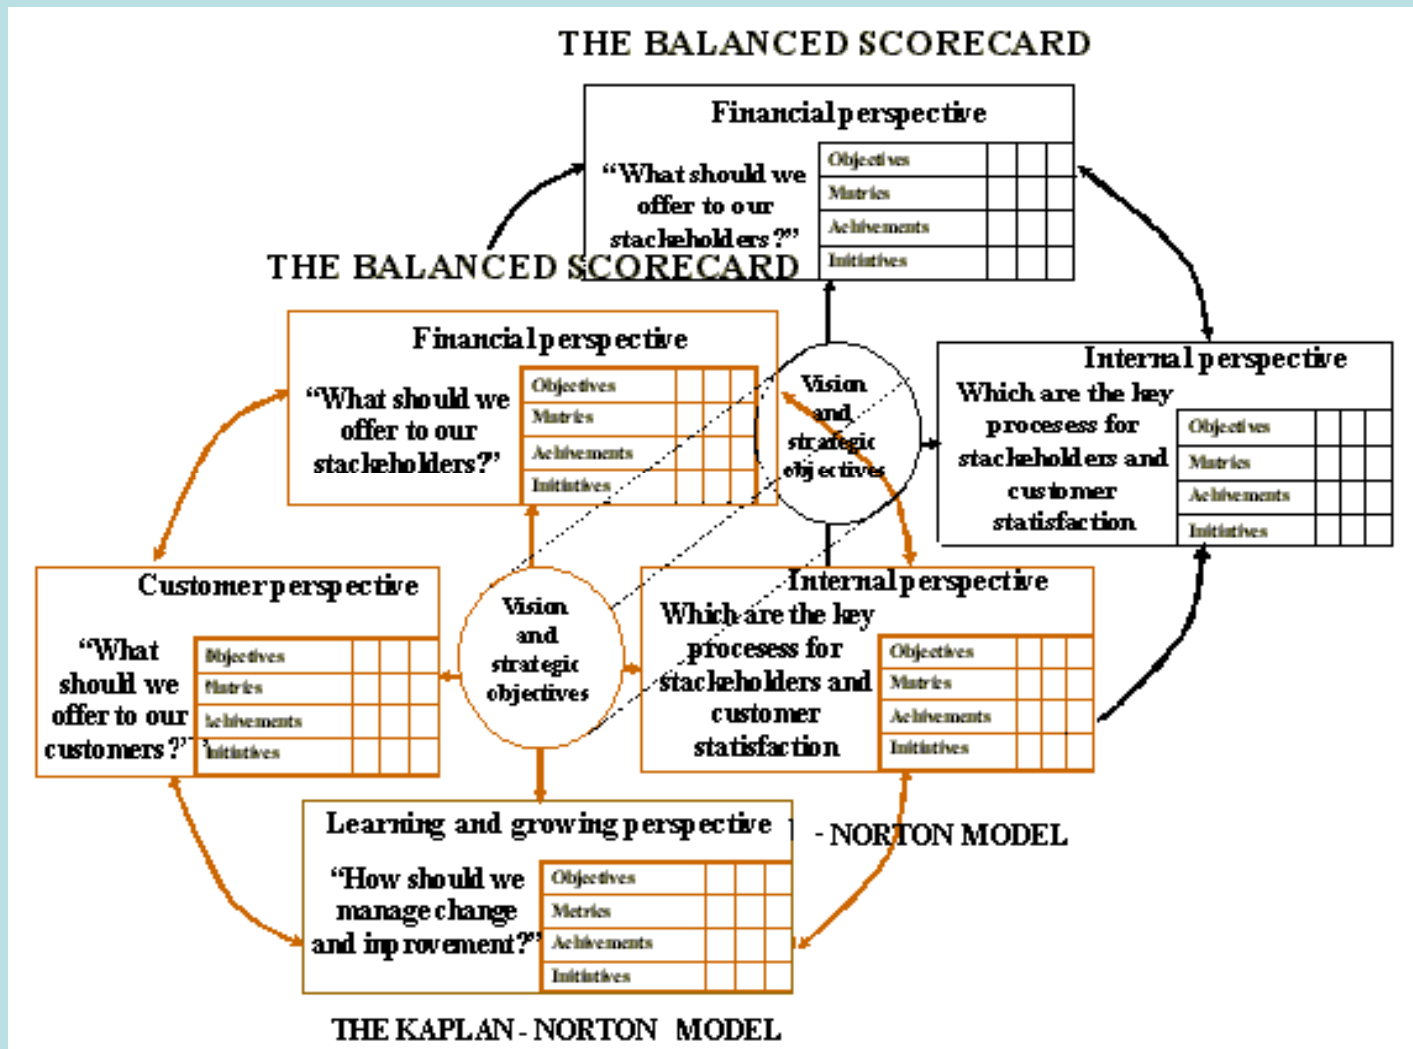 THE BALANCED SCORECARD
Financial perspective
“What should we
offer to our
stackeholders?”
Objectives
Matrics
Achivements
Initiatives
THE BALANCED SCORECARD
Financial perspective
“What should we
offer to our
stackeholders?’
Objectives
Matrics
Achivements
Initiatives
Vision
and
strategic
objectives
Internal perspective
Which are the key
procesess for
stackeholders and
customer
statisfaction
Objectives
Matrics
Achivements
Initiatives
Customer perspective
“What
should we
offer to our
customers?’’
Objectives
Matrics
Achivements
Initiatives
Vision
and
strategic
objectives
Internal perspective
Which are the key
procesess for
stackeholders and
customer
statisfaction
Objectives
Matrics
Achivements
Initiatives
Learning and growing perspective
“How should we
manage change
and inprovement?”
Objectives
Metrics
Achivements
Initiatives
- NORTON MODEL
THE KAPLAN - NORTON MODEL